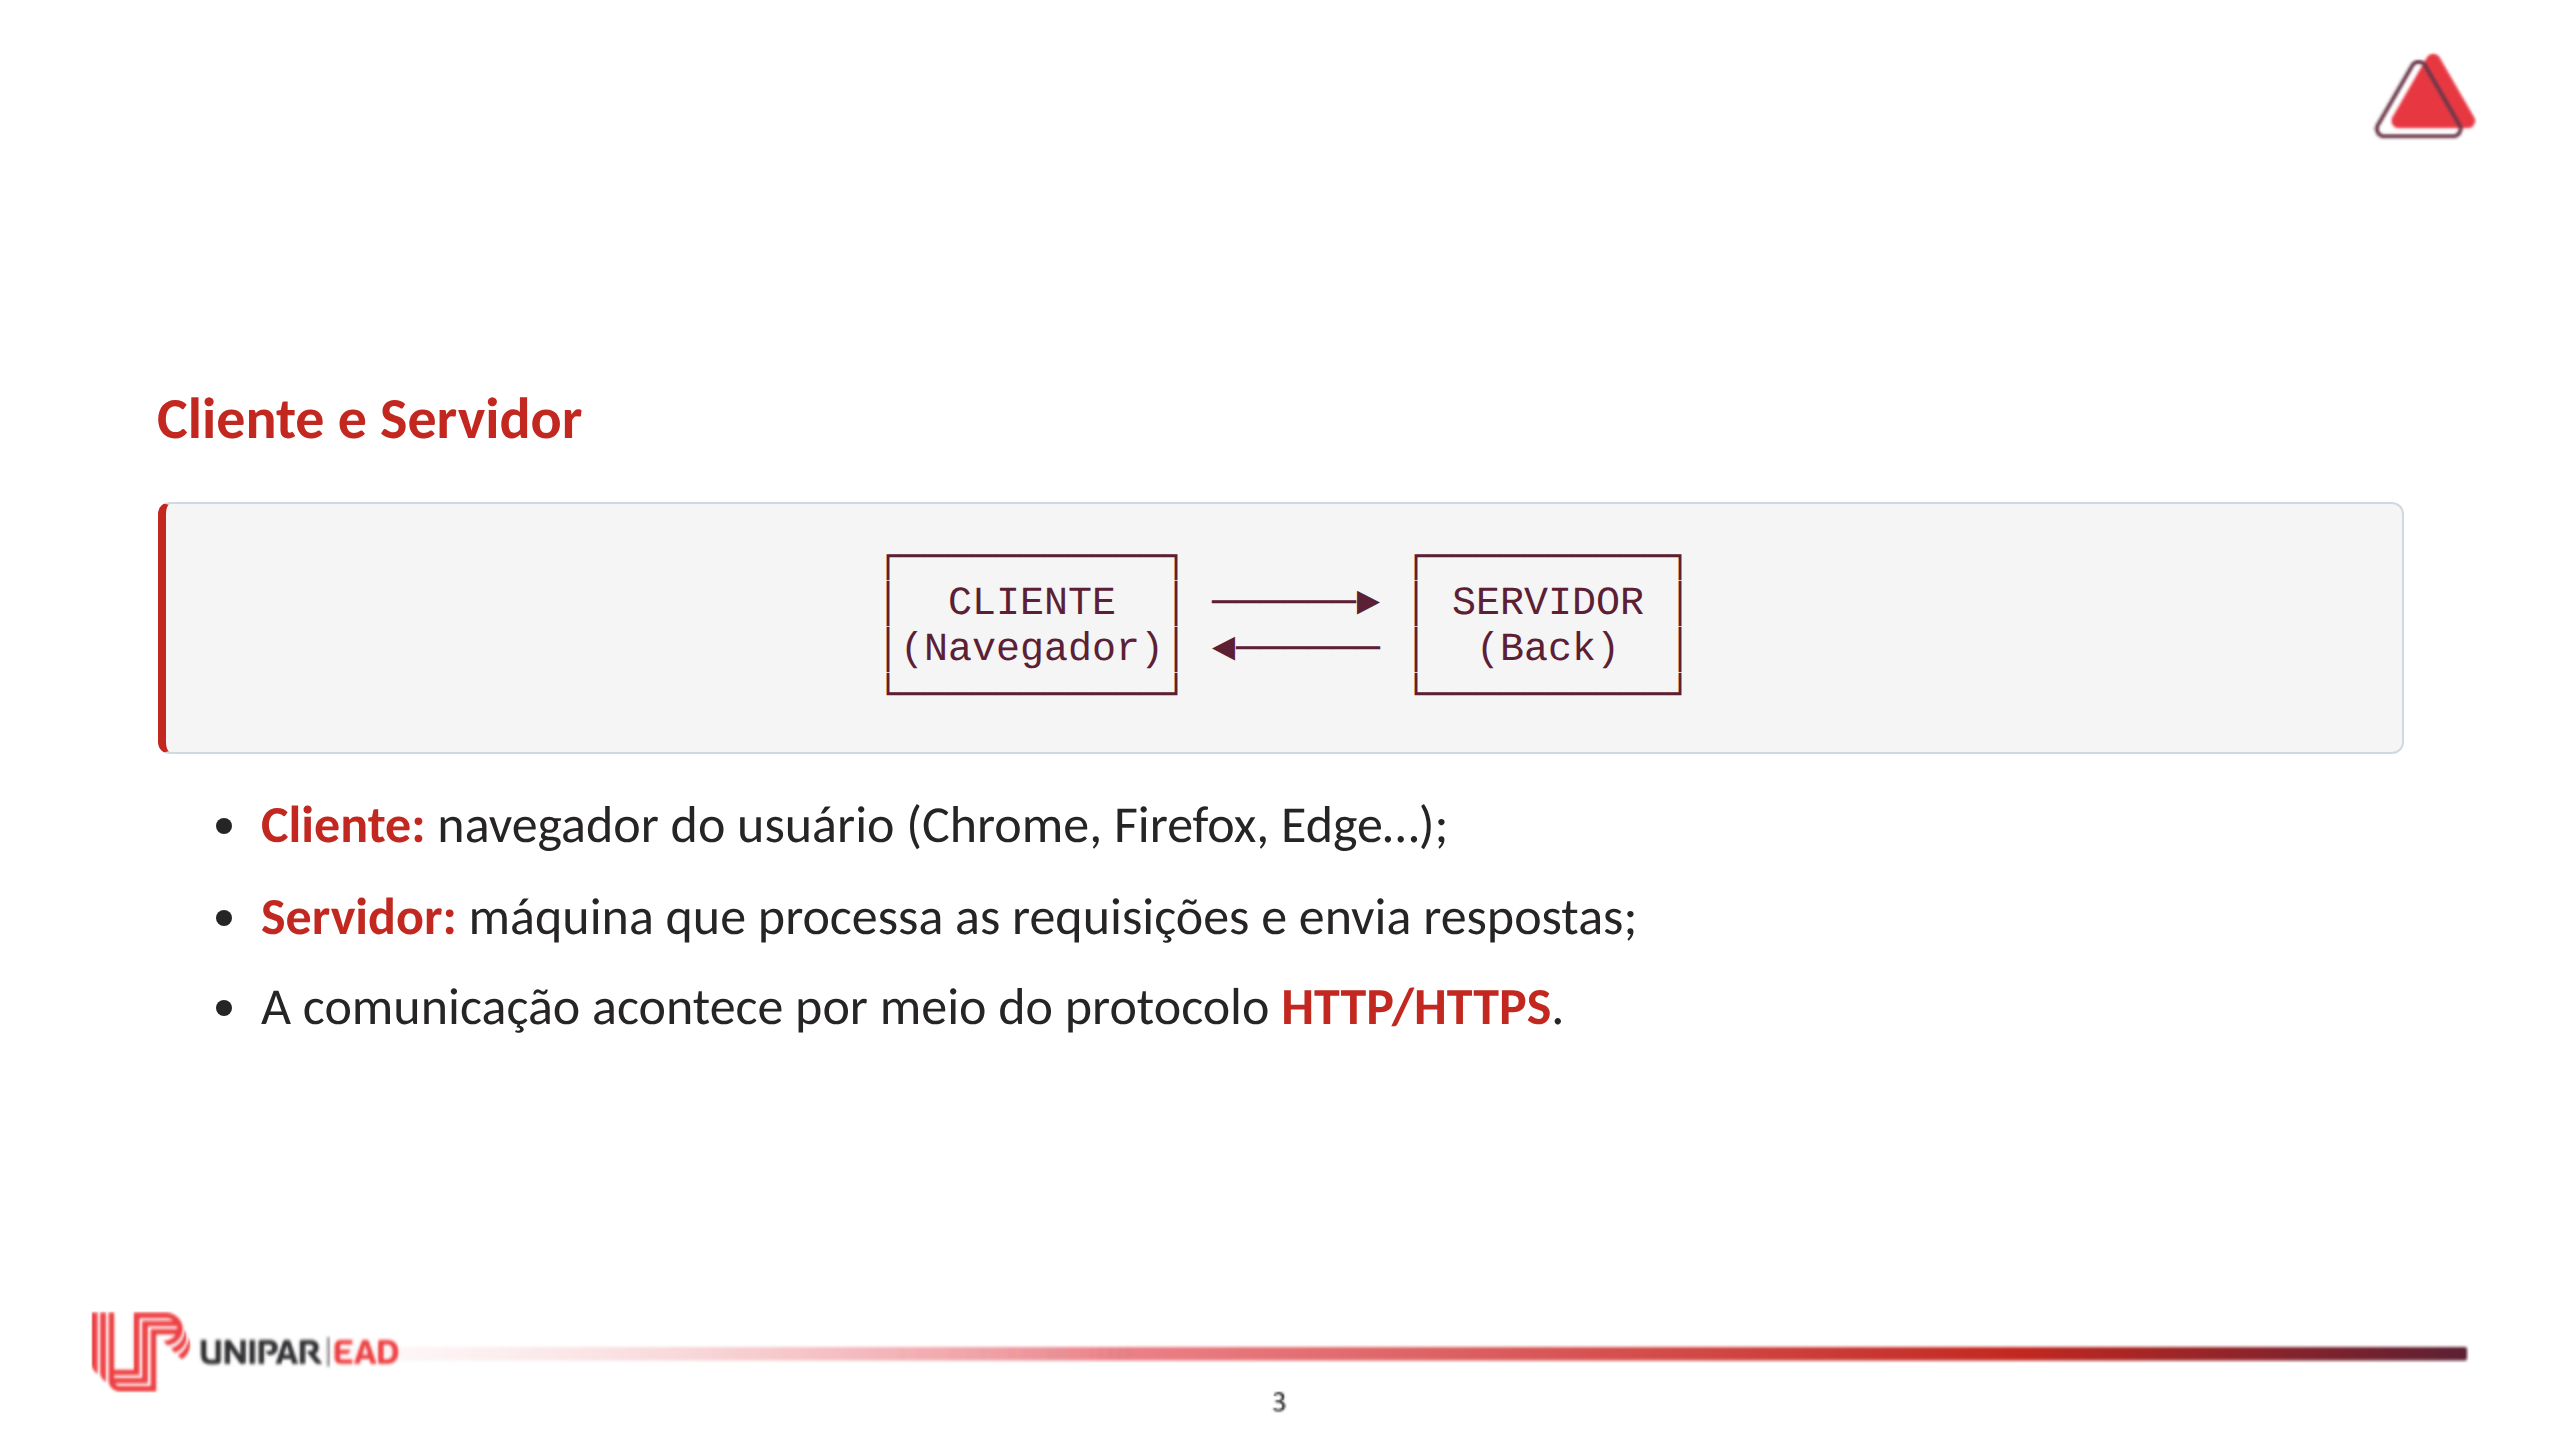 Cliente e Servidor
CLIENTE SERVIDOR
(Navegador) (Back)
• Cliente: navegador do usuário (Chrome, Firefox, Edge...);
• Servidor: máquina que processa as requisições e envia respostas;
• A comunicação acontece por meio do protocolo HTTP/HTTPS.
UNIPAR|EAD
3